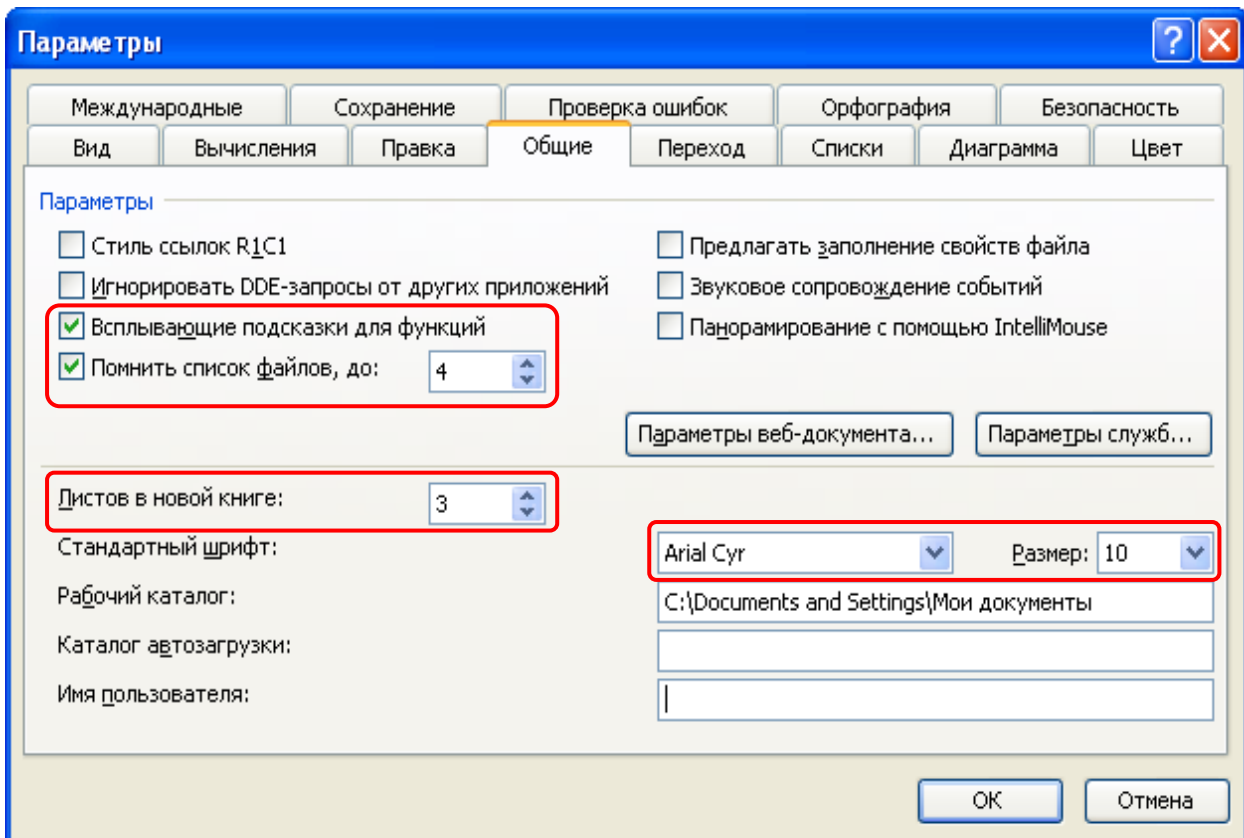 Параметры
Международные Сохранение Проверка ошибок Орфография Безопасность
Вид Вычисления Правка Общие Переход Списки Диаграмма Цвет
Параметры
Стиль ссылок R1C1 Предлагать заполнение свойств файла
Игнорировать DDE-запросы от других приложений Звуковое сопровождение событий
Всплывающие подсказки для функций Панорамирование с помощью IntelliMouse
Помнить список файлов, до: 4
Параметры веб-документа... Параметры служб...
Листов в новой книге: 3
Стандартный шрифт: Arial Cyr Размер: 10
Рабочий каталог: C:\Documents and Settings\Мои документы
Каталог автозагрузки:
Имя пользователя:
ОК Отмена